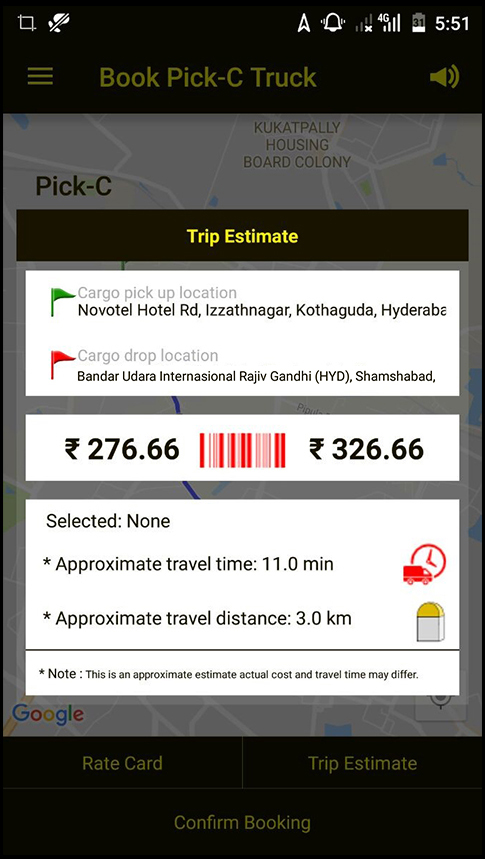 4G
31
5:51
Book Pick-C Truck
KUKATPALLY
HOUSING
BOARD COLONY
Pick-C
Trip Estimate
Cargo pick up location
Novotel Hotel Rd, Izzathnagar, Kothaguda, Hyderaba
Cargo drop location
Bandar Udara Internasional Rajiv Gandhi (HYD), Shamshabad,
₹ 276.66 ₹ 326.66
Selected: None
* Approximate travel time: 11.0 min
* Approximate travel distance: 3.0 km
* Note : This is an approximate estimate actual cost and travel time may differ.
Google
Rate Card Trip Estimate
Confirm Booking